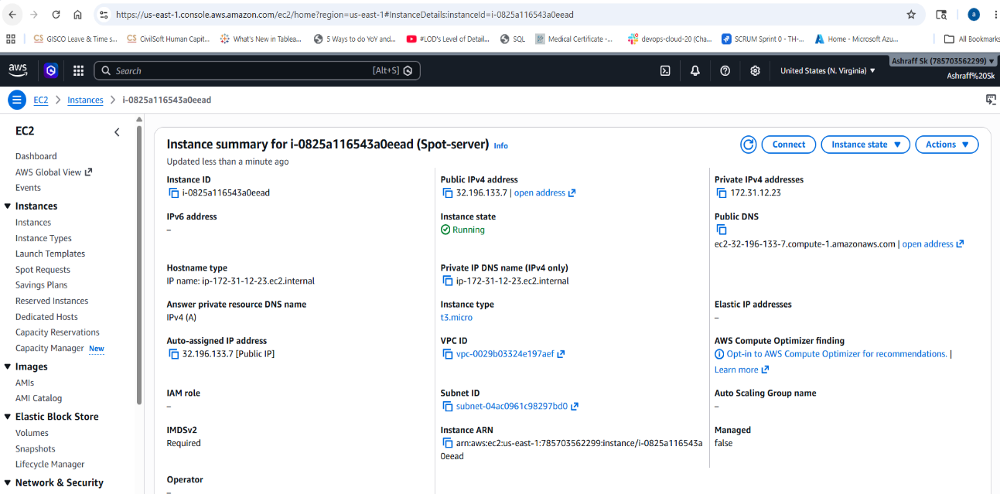 https://us-east-1.console.aws.amazon.com/ec2/home?region=us-east-1#InstanceDetails:instanceId=i-0825a116543a0eead
a
CS GISCO Leave & Time s...
CS CivilSoft Human Capit...
What's New in Tablea...
5 Ways to do YoY and...
#LOD's Level of Detail...
SQL
Medical Certificate -...
devops-cloud-20 (Cha...
SCRUM Sprint 0 - TH-...
Home - Microsoft Azu...
All Bookmarks
aws
Search
[Alt+S]
United States (N. Virginia) ▼
Ashraff Sk (785703562299) ▼
Ashraff%20Sk
EC2 > Instances > i-0825a116543a0eead
EC2
Dashboard
AWS Global View
Events
Instances
Instances
Instance Types
Launch Templates
Spot Requests
Savings Plans
Reserved Instances
Dedicated Hosts
Capacity Reservations
Capacity Manager New
Images
AMIs
AMI Catalog
Elastic Block Store
Volumes
Snapshots
Lifecycle Manager
Network & Security
Instance summary for i-0825a116543a0eead (Spot-server) Info
Updated less than a minute ago
Connect
Instance state ▼
Actions ▼
Instance ID
i-0825a116543a0eead
Public IPv4 address
32.196.133.7 | open address
Private IPv4 addresses
172.31.12.23
IPv6 address
–
Instance state
Running
Public DNS
ec2-32-196-133-7.compute-1.amazonaws.com | open address
Hostname type
IP name: ip-172-31-12-23.ec2.internal
Private IP DNS name (IPv4 only)
ip-172-31-12-23.ec2.internal
Answer private resource DNS name
IPv4 (A)
Instance type
t3.micro
Elastic IP addresses
–
Auto-assigned IP address
32.196.133.7 [Public IP]
VPC ID
vpc-0029b03324e197aef
AWS Compute Optimizer finding
Opt-in to AWS Compute Optimizer for recommendations. |
Learn more
IAM role
–
Subnet ID
subnet-04ac0961c98297bd0
Auto Scaling Group name
–
IMDSv2
Required
Instance ARN
arn:aws:ec2:us-east-1:785703562299:instance/i-0825a116543a
0eead
Managed
false
Operator
–